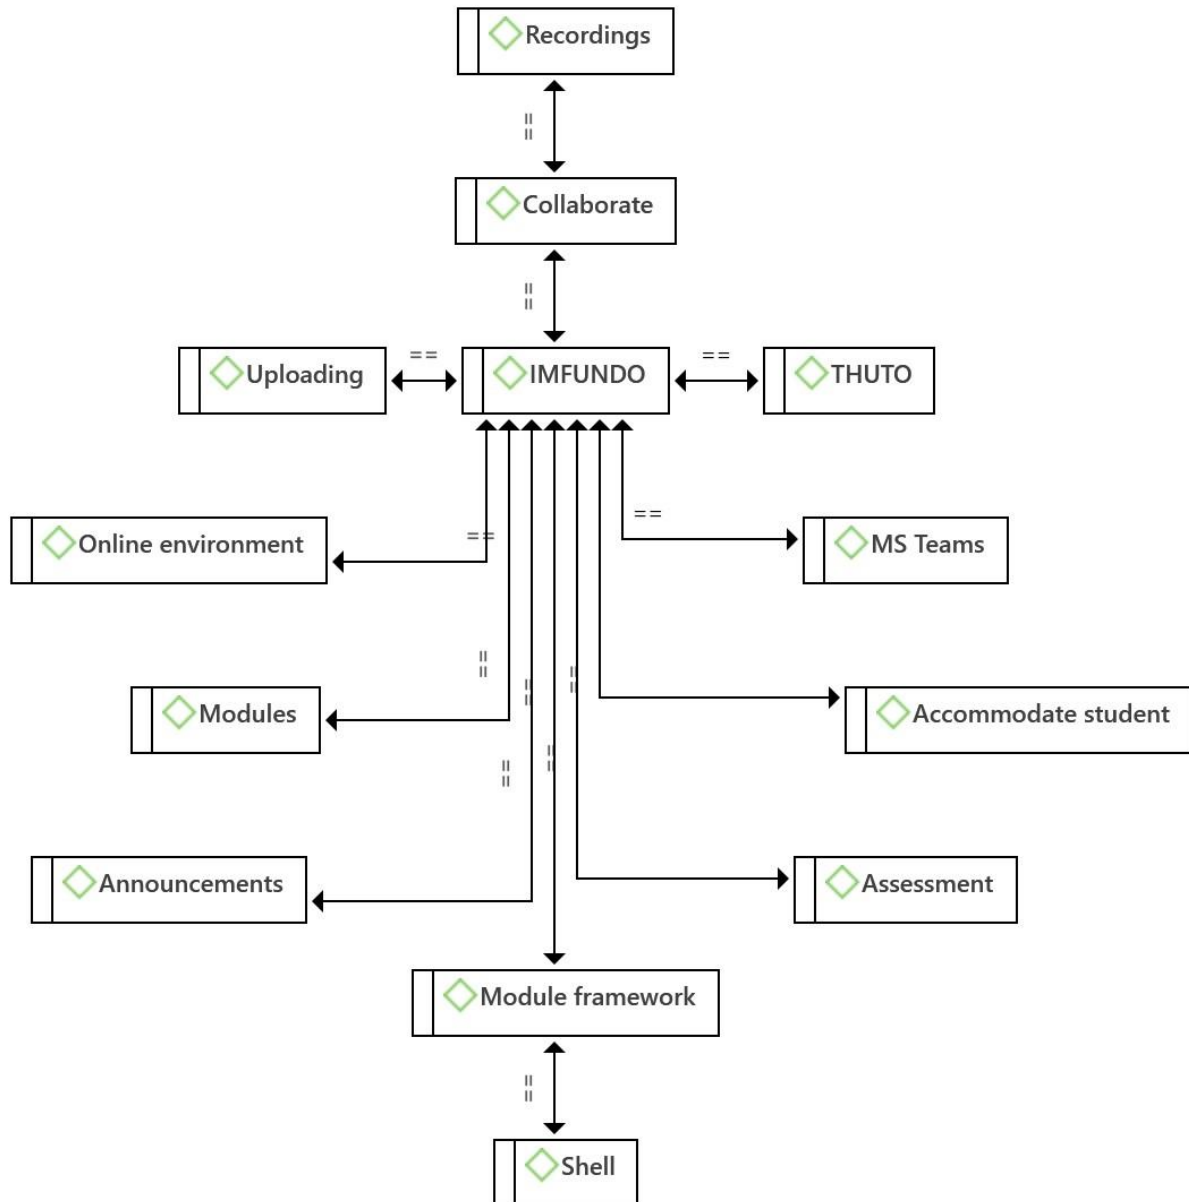 Recordings
==
Collaborate
==
Uploading
==
IMFUNDO
==
THUTO
Online environment
==
==
MS Teams
==
==
==
Modules
Accommodate student
==
==
Announcements
Assessment
Module framework
==
Shell